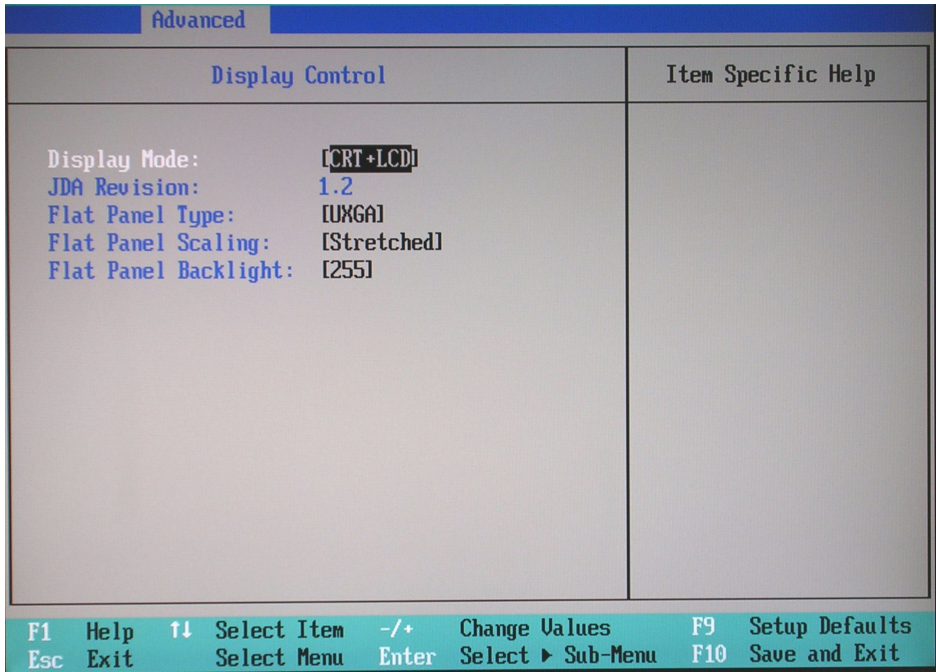 Advanced
Display Control
Item Specific Help
Display Mode: [CRT+LCD]
JDA Revision: 1.2
Flat Panel Type: [UXGA]
Flat Panel Scaling: [Stretched]
Flat Panel Backlight: [255]
F1 Help ↑↓ Select Item -/+ Change Values F9 Setup Defaults
Esc Exit Select Menu Enter Select ▶ Sub-Menu F10 Save and Exit